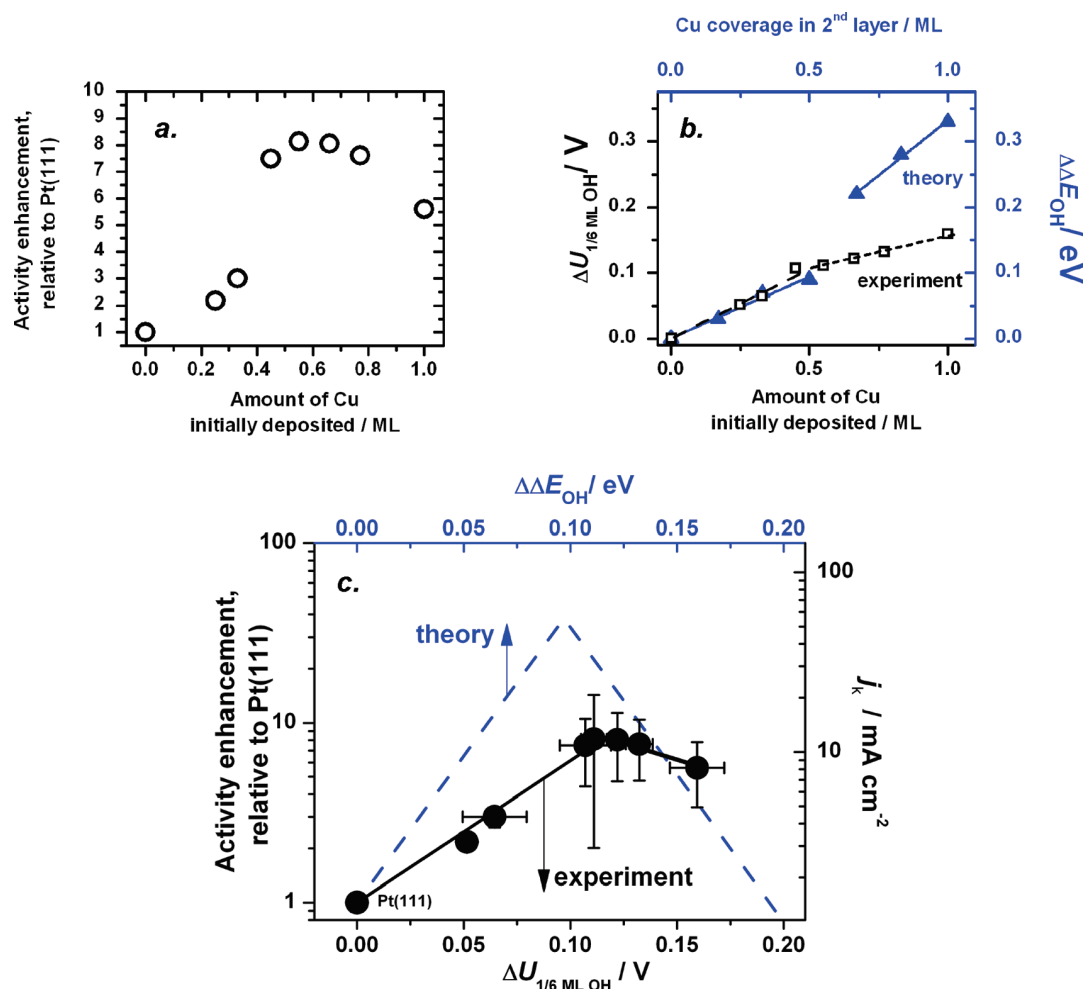 a.
Activity enhancement,
relative to Pt(111)
10
9
8
7
6
5
4
3
2
1
0.0 0.2 0.4 0.6 0.8 1.0
Amount of Cu
initially deposited / ML
Cu coverage in 2nd layer / ML
0.0 0.5 1.0
b.
ΔU1/6 ML OH/ V
0.3
0.2
0.1
0.0
theory
experiment
0.3
0.2
0.1
0.0
ΔΔEOH/ eV
0.0 0.5 1.0
Amount of Cu
initially deposited / ML
ΔΔEOH/ eV
0.00 0.05 0.10 0.15 0.20
c.
Activity enhancement,
relative to Pt(111)
100
10
1
theory
experiment
Pt(111)
100
10
jk / mA cm-2
0.00 0.05 0.10 0.15 0.20
ΔU1/6 ML OH / V